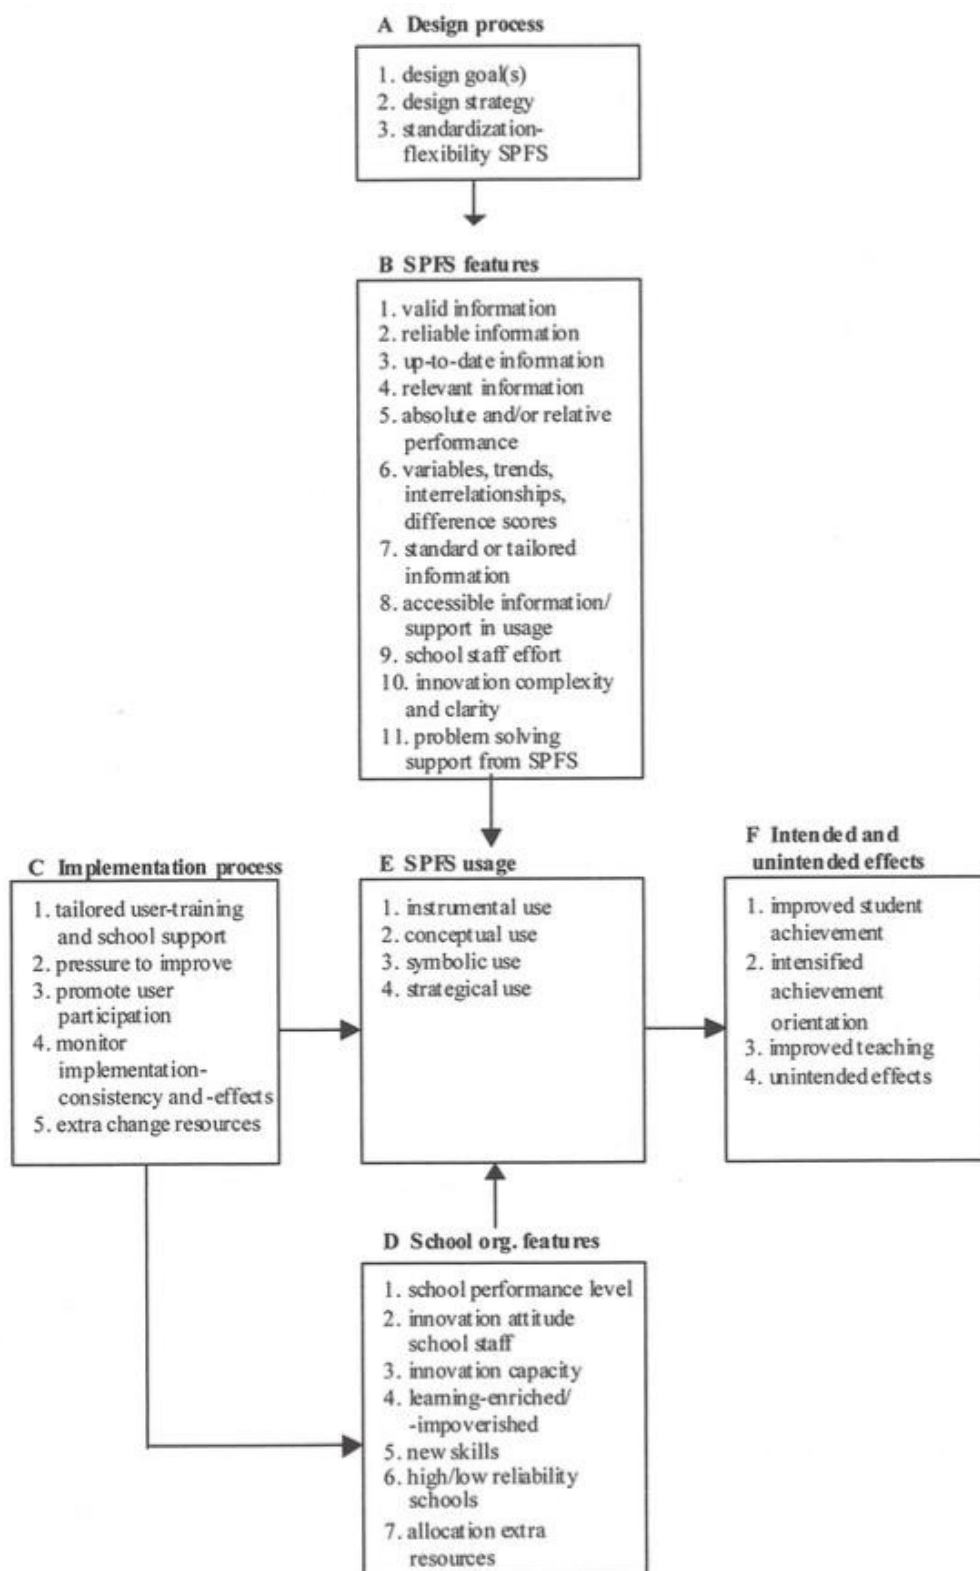 A Design process
1. design goal(s)
2. design strategy
3. standardization-
flexibility SPFS
B SPFS features
1. valid information
2. reliable information
3. up-to-date information
4. relevant information
5. absolute and/or relative
performance
6. variables, trends,
interrelationships,
difference scores
7. standard or tailored
information
8. accessible information/
support in usage
9. school staff effort
10. innovation complexity
and clarity
11. problem solving
support from SPFS
C Implementation process
1. tailored user-training
and school support
2. pressure to improve
3. promote user
participation
4. monitor
implementation-
consistency and -effects
5. extra change resources
E SPFS usage
1. instrumental use
2. conceptual use
3. symbolic use
4. strategical use
F Intended and
unintended effects
1. improved student
achievement
2. intensified
achievement
orientation
3. improved teaching
4. unintended effects
D School org. features
1. school performance level
2. innovation attitude
school staff
3. innovation capacity
4. learning-enriched/
-impoverished
5. new skills
6. high/low reliability
schools
7. allocation extra
resources